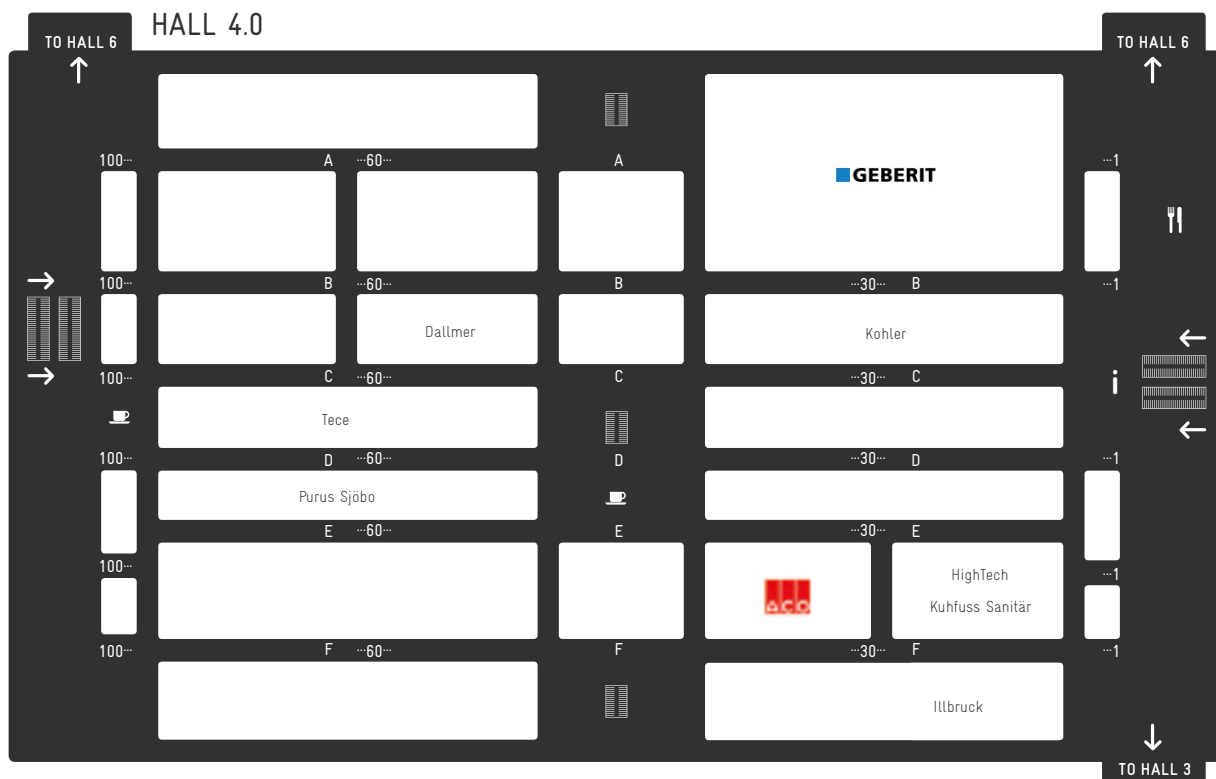 HALL 4.0
TO HALL 6
TO HALL 6
100···
A
···60···
A
···1
GEBERIT
100···
B
···60···
B
···30···
B
···1
Dallmer
Kohler
100···
C
···60···
C
···30···
C
i
Tece
100···
D
···60···
D
···30···
D
···1
Purus Sjöbo
E
···60···
E
···30···
E
100···
···1
ACO
HighTech
Kuhfuss Sanitär
100···
F
···60···
F
···30···
F
···1
Illbruck
TO HALL 3